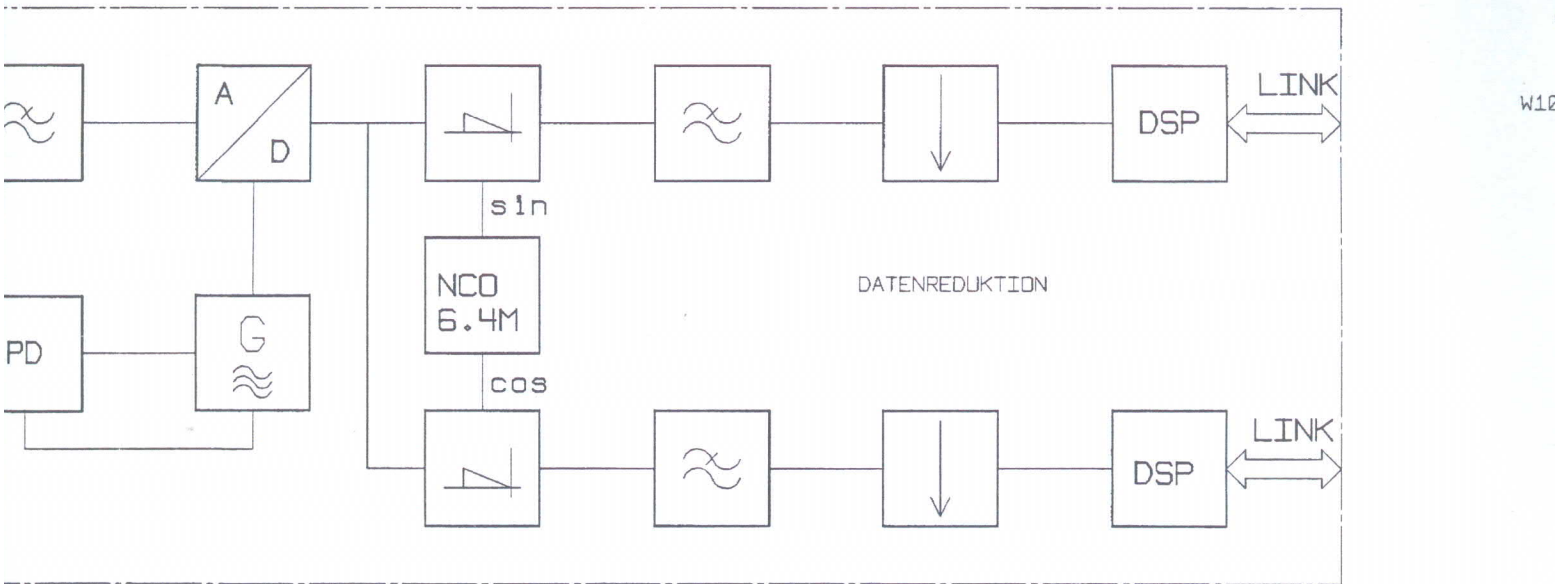 LINK
W10
A
D
DSP
sin
NCO
6.4M
DATENREDUKTION
G
PD
cos
LINK
DSP